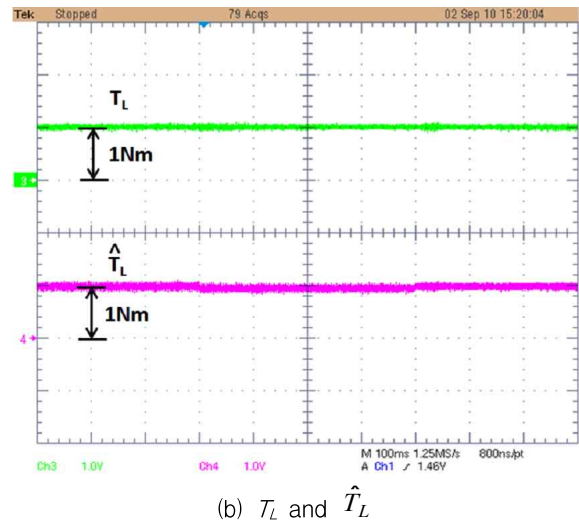 Tek Stopped 79 Acqs 02 Sep 10 15:20:04
T_L
1Nm
3
T̂_L
1Nm
4
M 100ms 1.25MS/s 800ns/pt
Ch3 1.0V Ch4 1.0V A Ch1 ⨍ 1.46V
(b) T_L and T̂_L